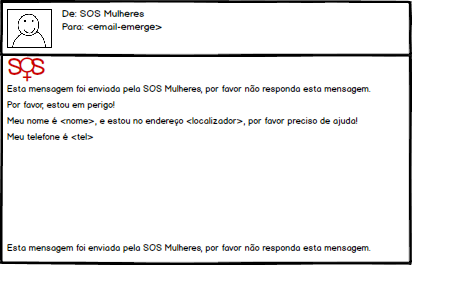 De: SOS Mulheres
Para: <email-emerge>
SOS
Esta mensagem foi enviada pela SOS Mulheres, por favor não responda esta mensagem.
Por favor, estou em perigo!
Meu nome é <nome>, e estou no endereço <localizador>, por favor preciso de ajuda!
Meu telefone é <tel>
Esta mensagem foi enviada pela SOS Mulheres, por favor não responda esta mensagem.